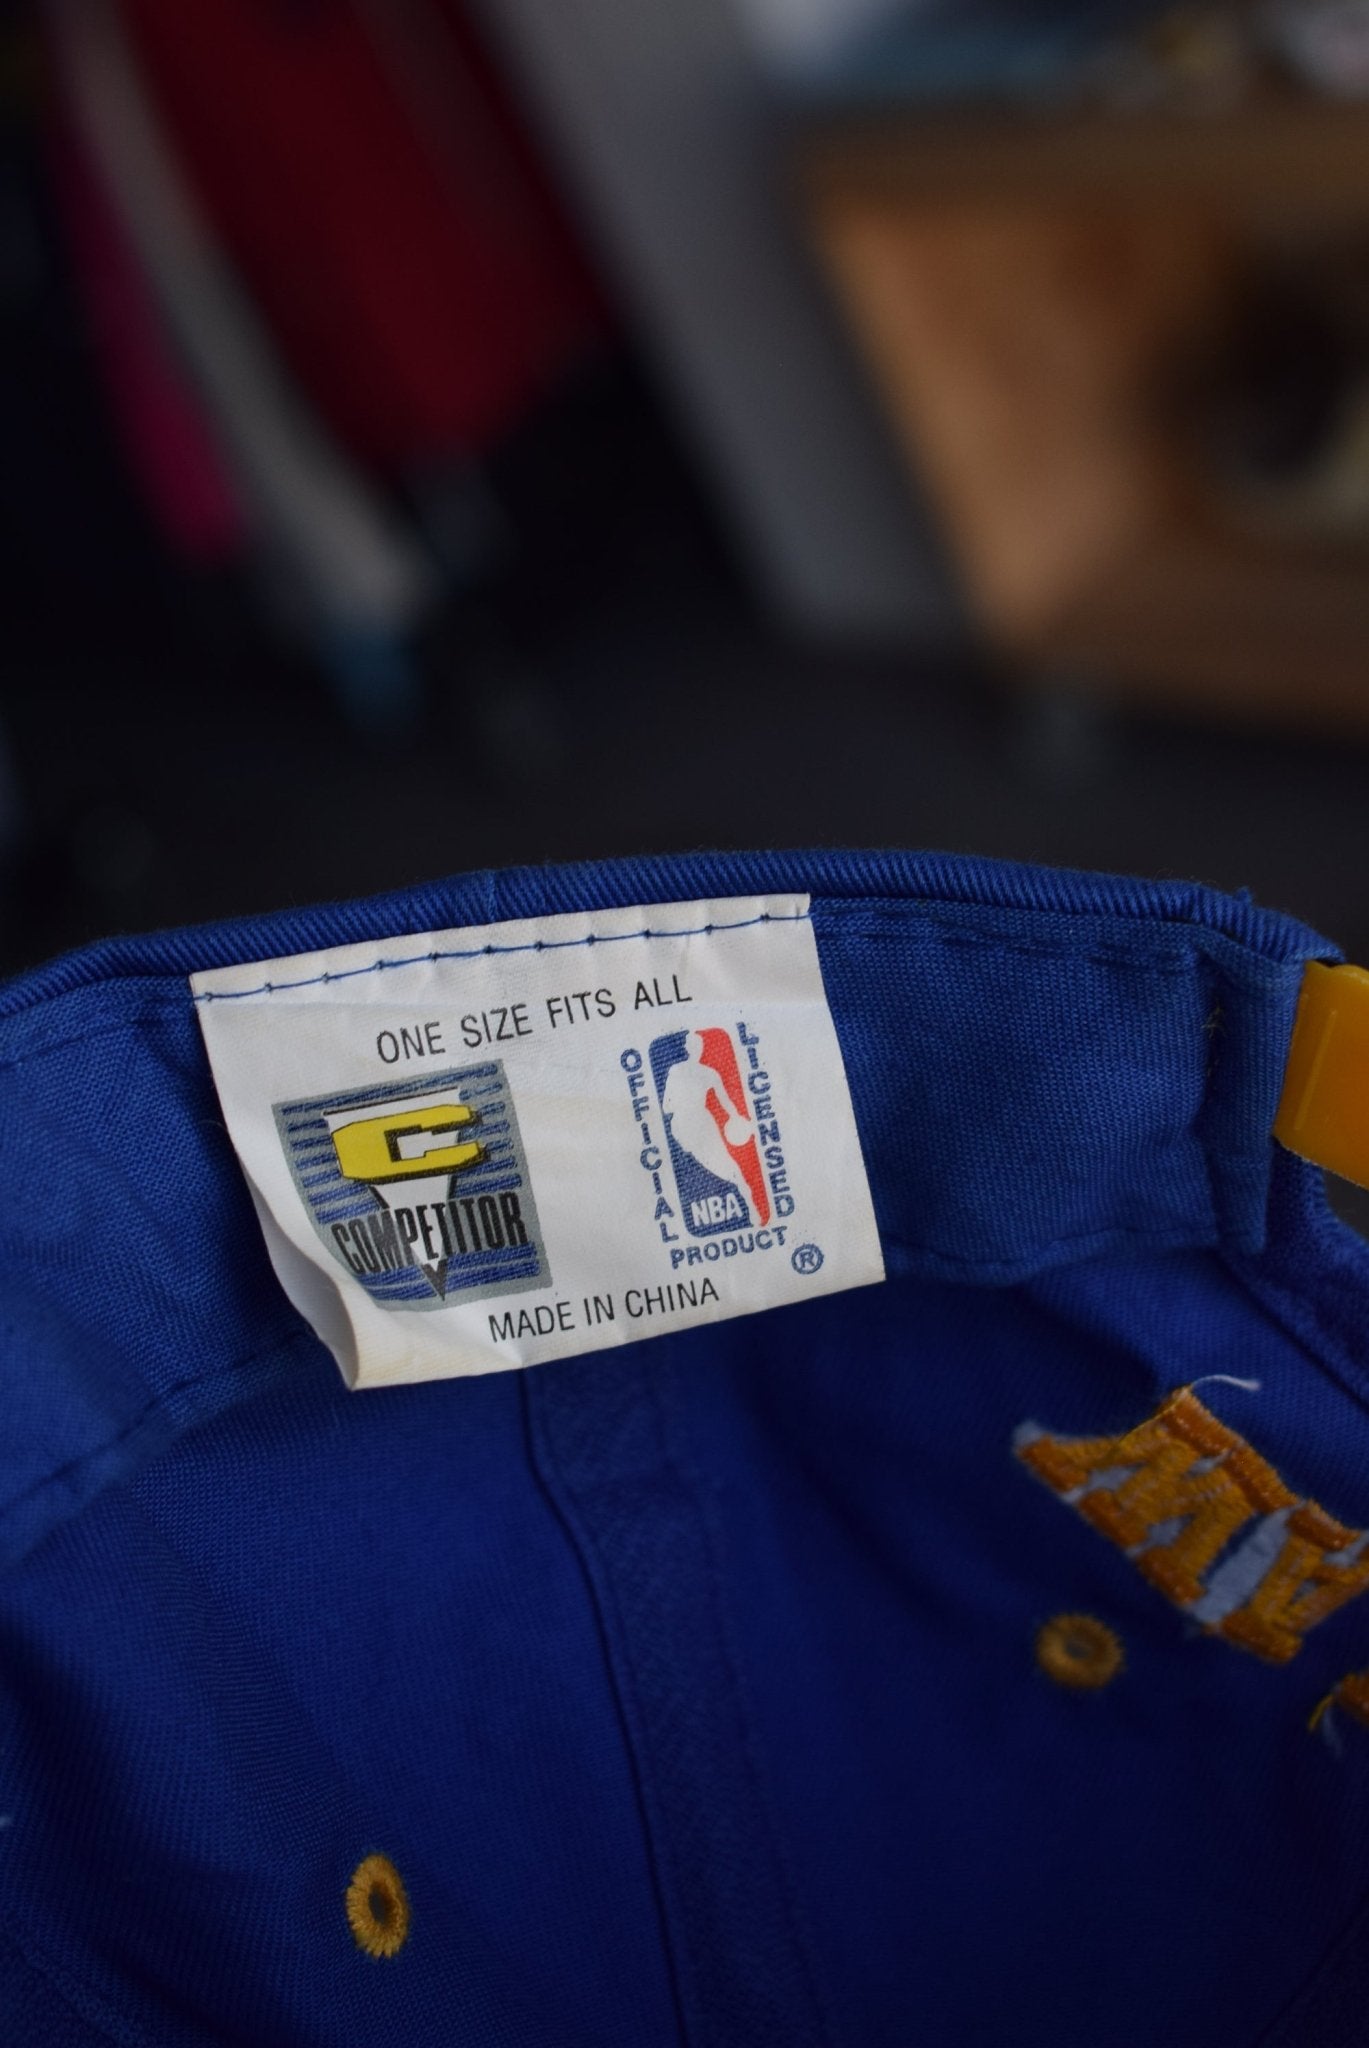 ONE SIZE FITS ALL
C
COMPETITOR
OFFICIAL
LICENSED
NBA
PRODUCT ®
MADE IN CHINA